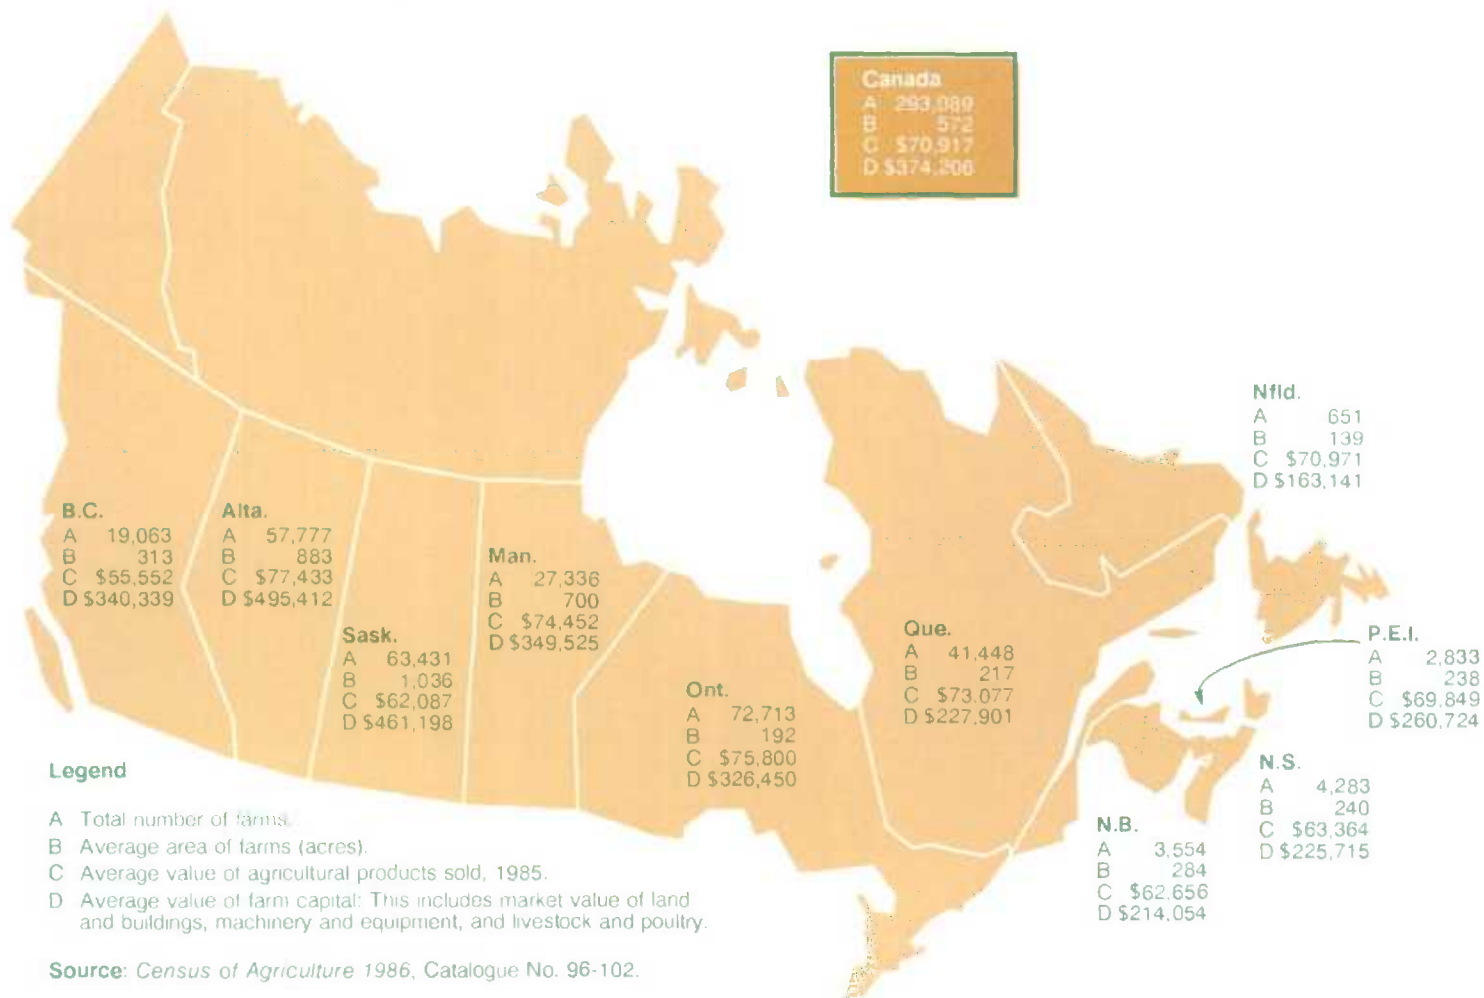 Canada
A 293,089
B 572
C $70,917
D $374,206
Nfld.
A 651
B 139
C $70,971
D $163,141
B.C.
A 19,063
B 313
C $55,552
D $340,339
Alta.
A 57,777
B 883
C $77,433
D $495,412
Man.
A 27,336
B 700
C $74,452
D $349,525
Sask.
A 63,431
B 1,036
C $62,087
D $461,198
Ont.
A 72,713
B 192
C $75,800
D $326,450
Que.
A 41,448
B 217
C $73,077
D $227,901
P.E.I.
A 2,833
B 238
C $69,849
D $260,724
N.S.
A 4,283
B 240
C $63,364
D $225,715
N.B.
A 3,554
B 284
C $62,656
D $214,054
Legend
A Total number of farms.
B Average area of farms (acres).
C Average value of agricultural products sold, 1985.
D Average value of farm capital: This includes market value of land
and buildings, machinery and equipment, and livestock and poultry.
Source: Census of Agriculture 1986, Catalogue No. 96-102.